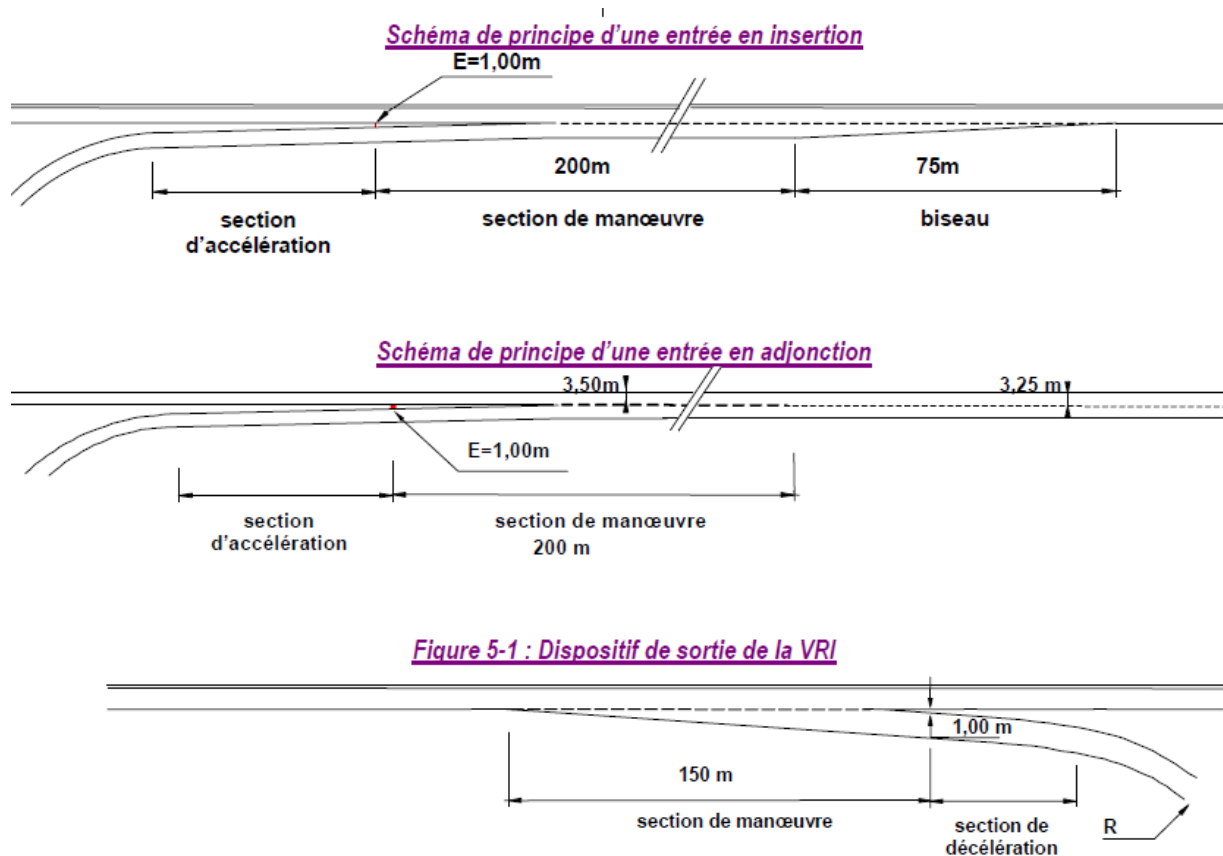 Schéma de principe d'une entrée en insertion
E=1,00m
200m
75m
section
d'accélération
section de manœuvre
biseau
Schéma de principe d'une entrée en adjonction
3,50m
3,25 m
E=1,00m
section
d'accélération
section de manœuvre
200 m
Figure 5-1 : Dispositif de sortie de la VRI
1,00 m
150 m
section de manœuvre
section de
décélération
R